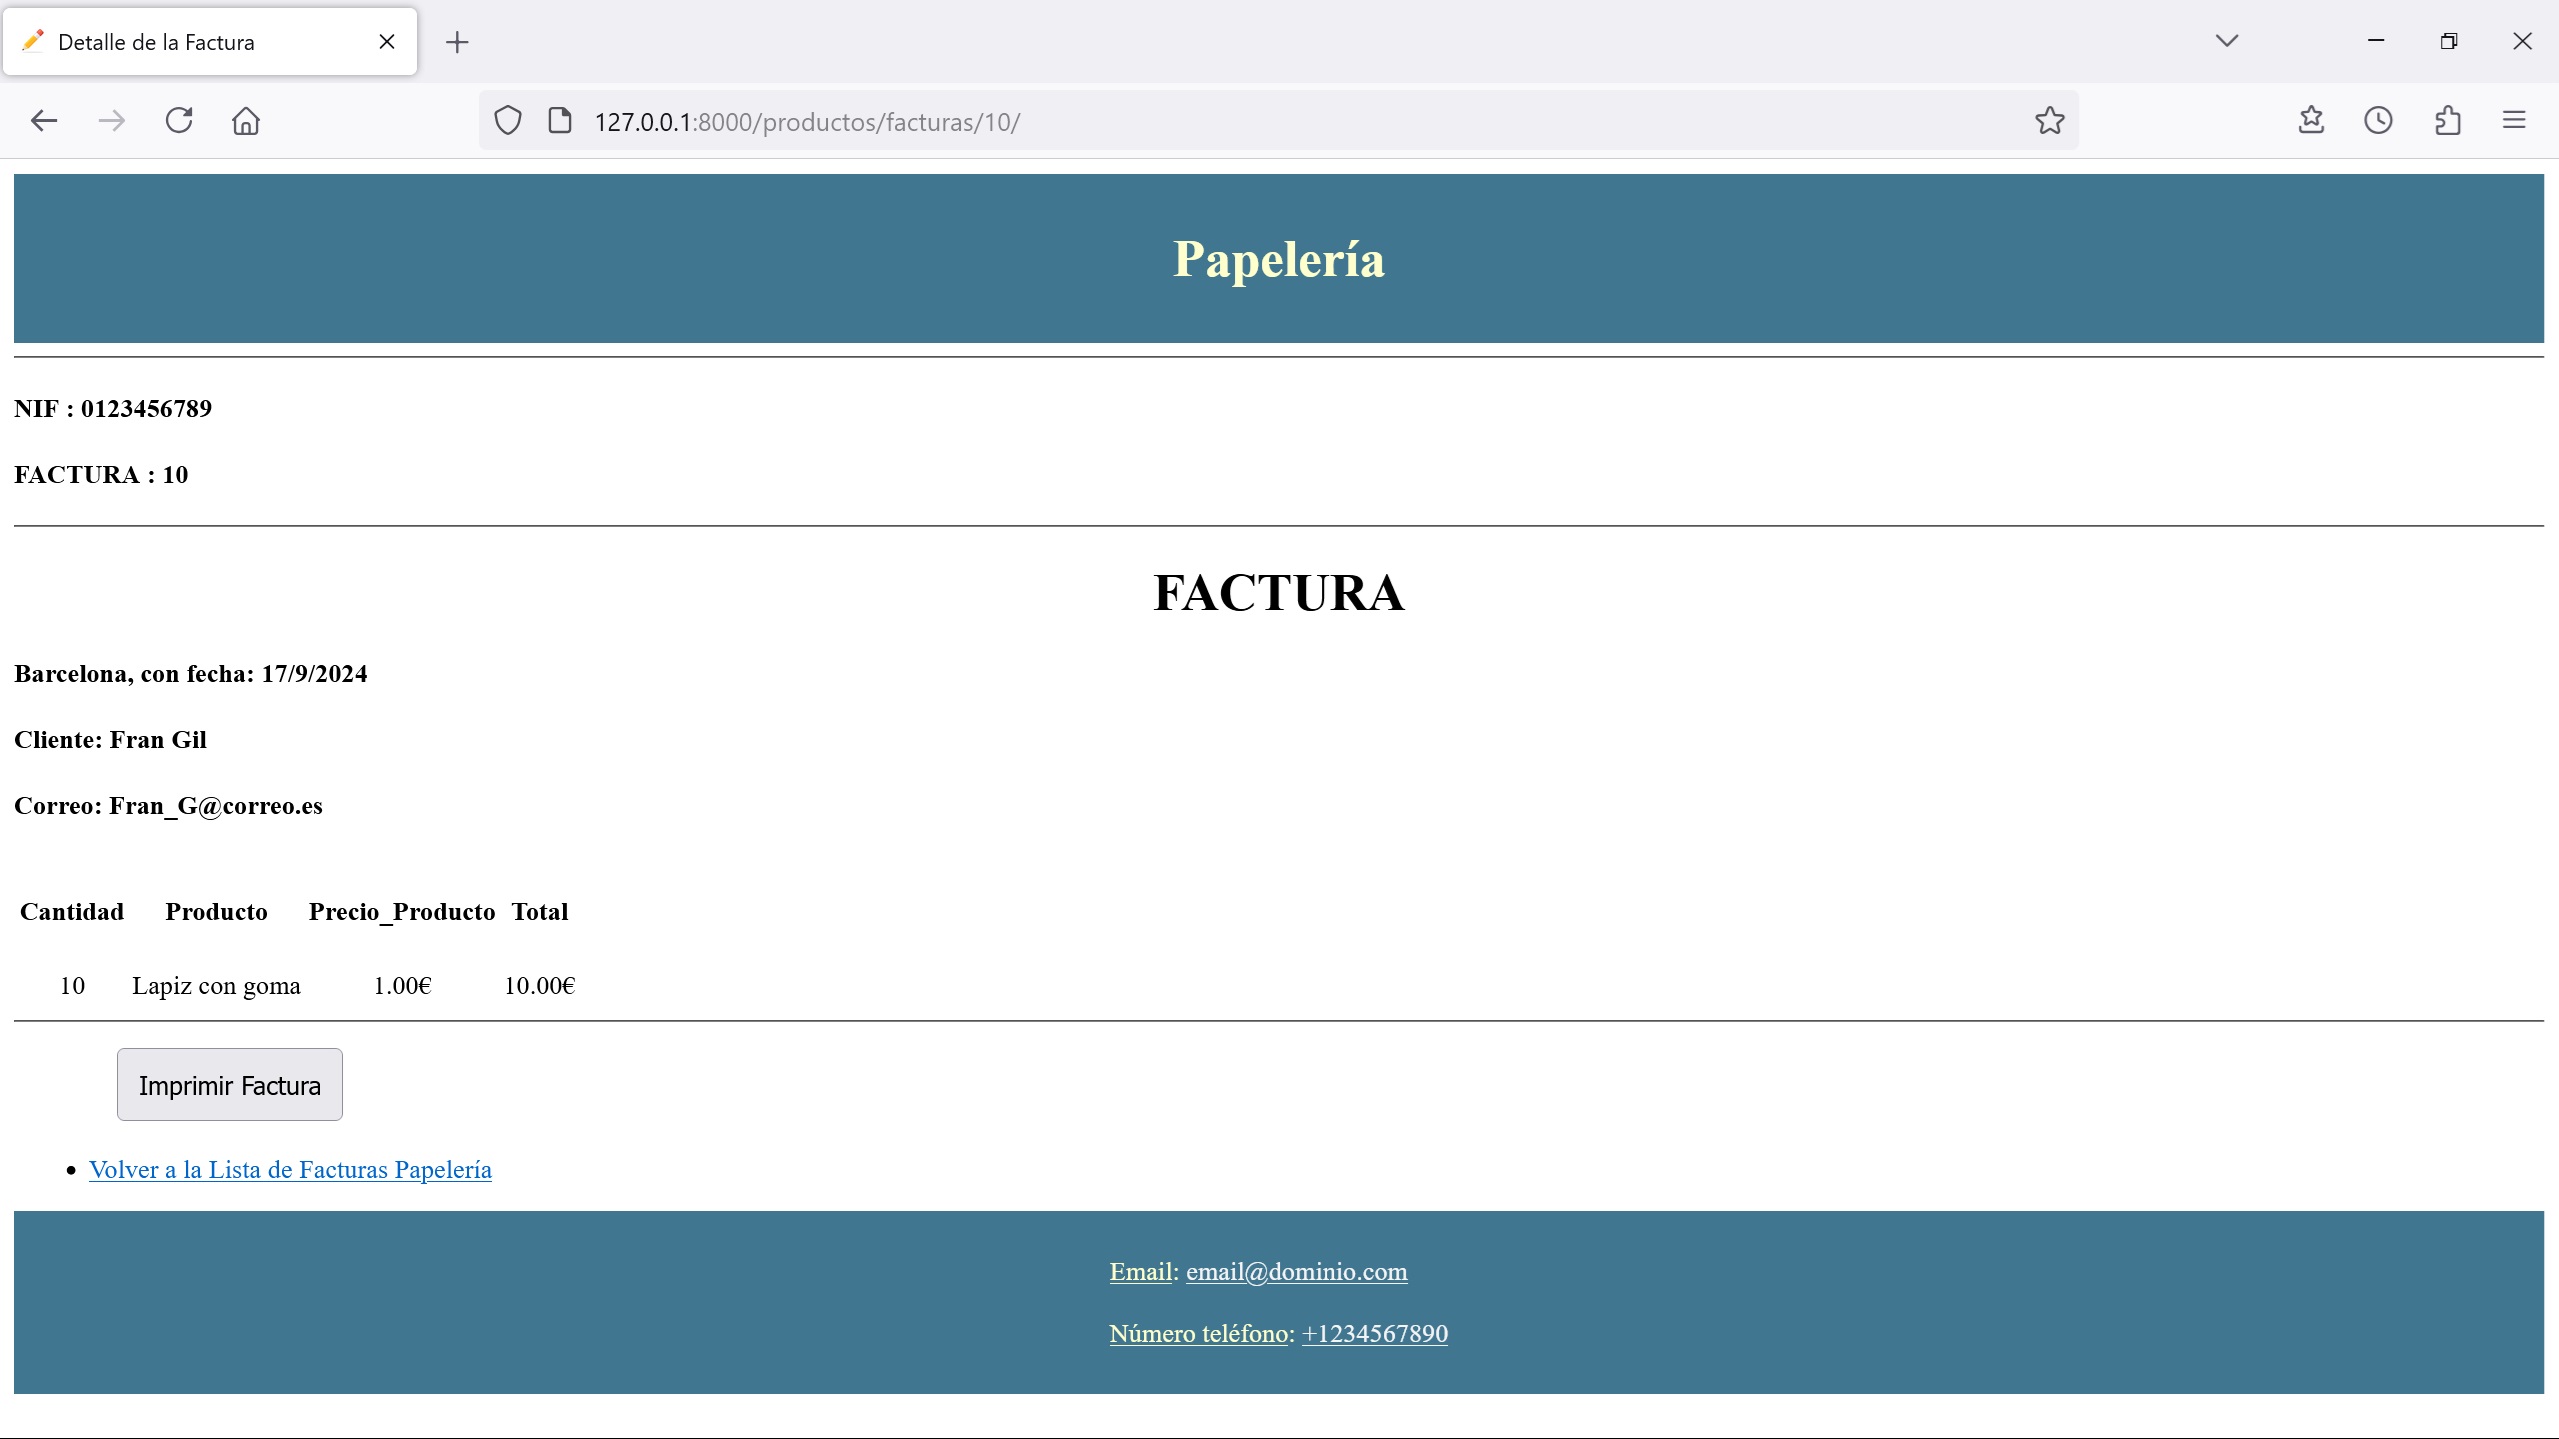 Detalle de la Factura
127.0.0.1:8000/productos/facturas/10/
Papelería
NIF : 0123456789
FACTURA : 10
FACTURA
Barcelona, con fecha: 17/9/2024
Cliente: Fran Gil
Correo: Fran_G@correo.es
Cantidad Producto Precio_Producto Total
10 Lapiz con goma 1.00€ 10.00€
Imprimir Factura
Volver a la Lista de Facturas Papelería
Email: email@dominio.com
Número teléfono: +1234567890